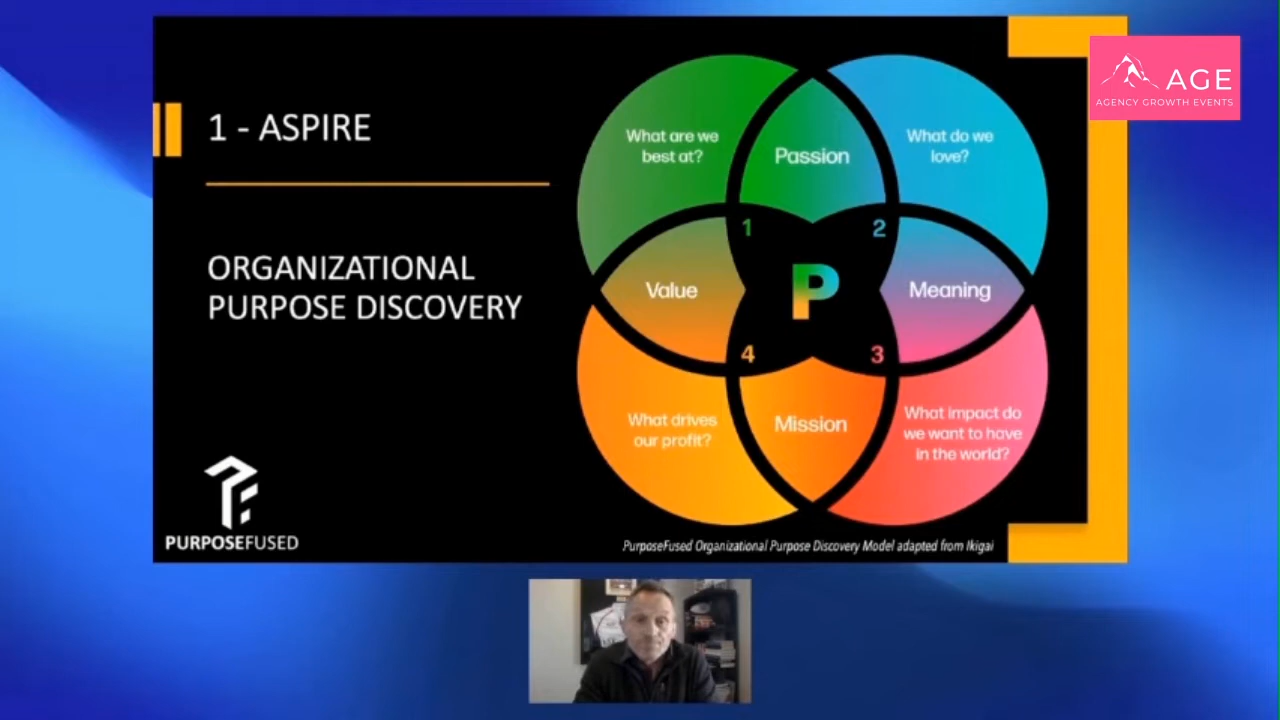 AGE
AGENCY GROWTH EVENTS
1 - ASPIRE
ORGANIZATIONAL
PURPOSE DISCOVERY
What are we
best at?
Passion
What do we
love?
1
2
Value
P
Meaning
4
3
What drives
our profit?
Mission
What impact do
we want to have
in the world?
PURPOSEFUSED
PurposeFused Organizational Purpose Discovery Model adapted from Ikigai